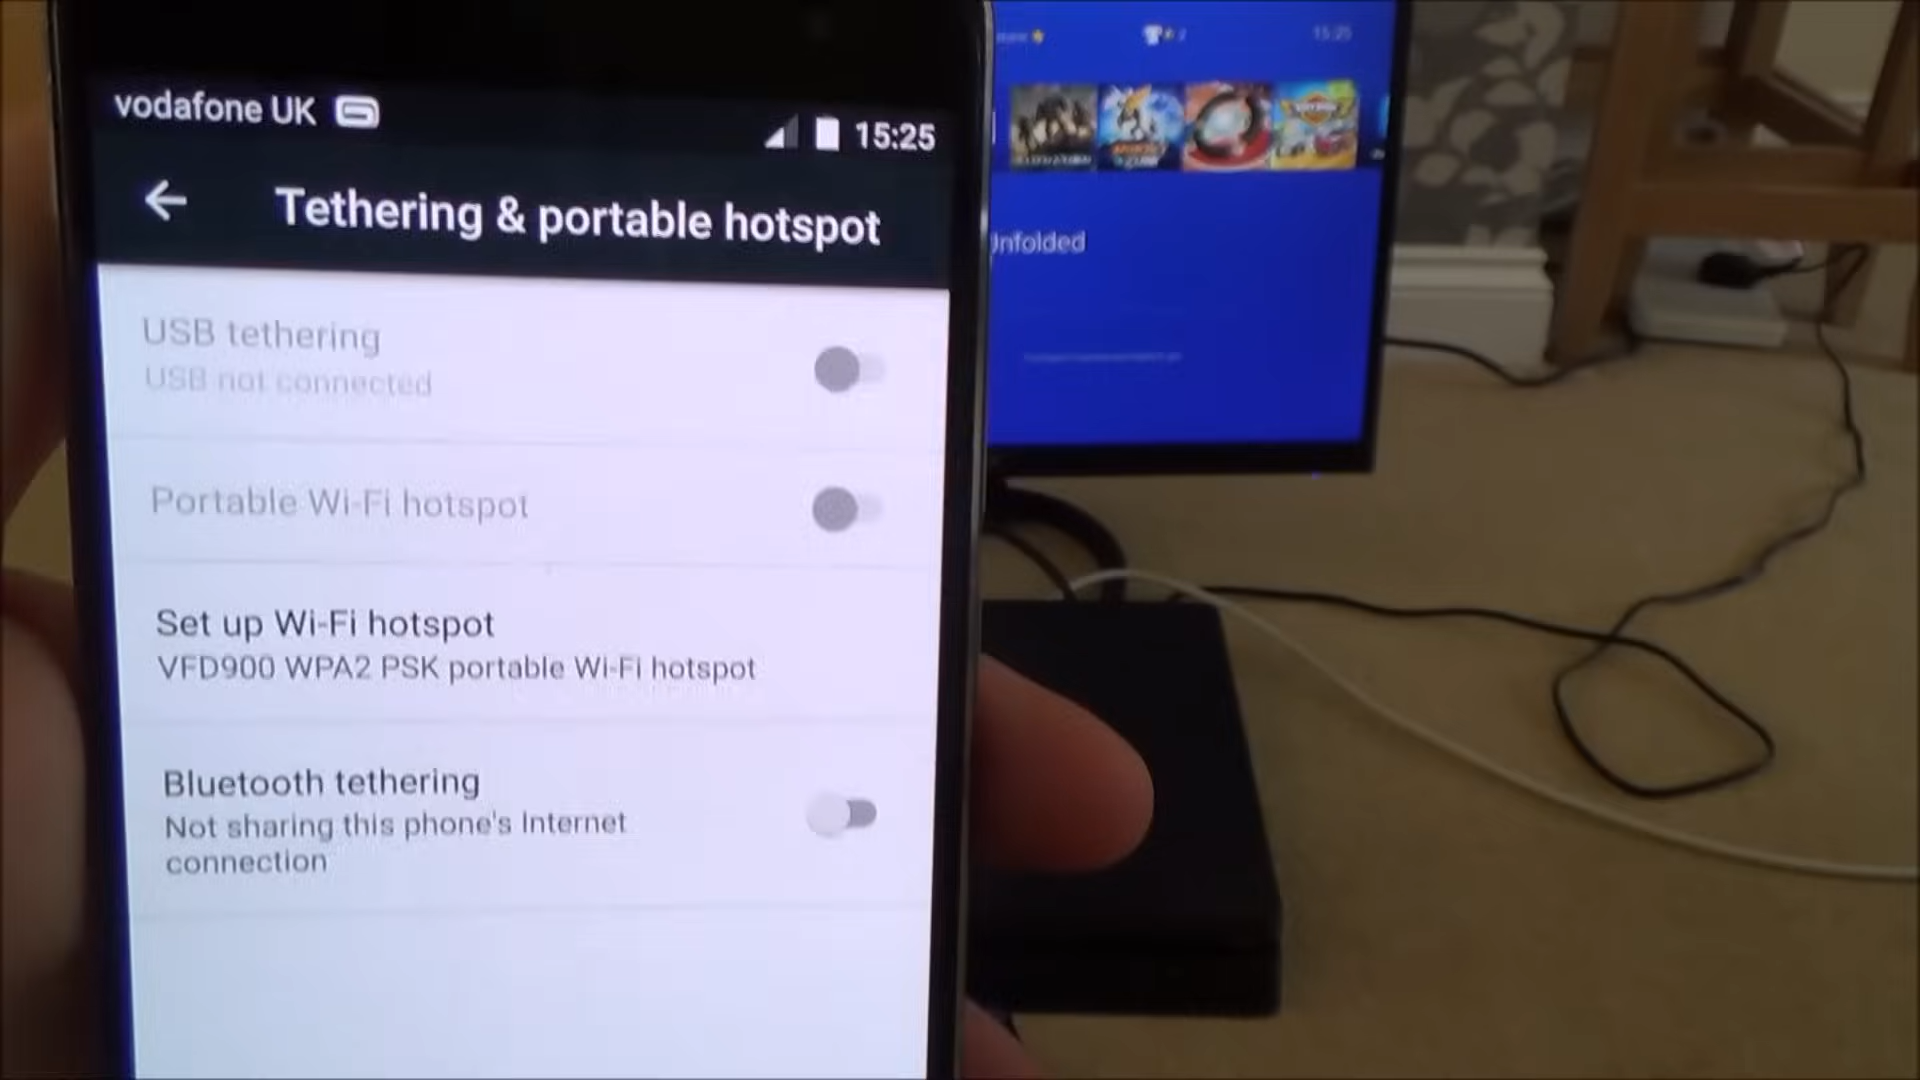 vodafone UK
15:25
Tethering & portable hotspot
USB tethering
USB not connected
Portable Wi-Fi hotspot
Set up Wi-Fi hotspot
VFD900 WPA2 PSK portable Wi-Fi hotspot
Bluetooth tethering
Not sharing this phone's Internet
connection
15:25
Unfolded